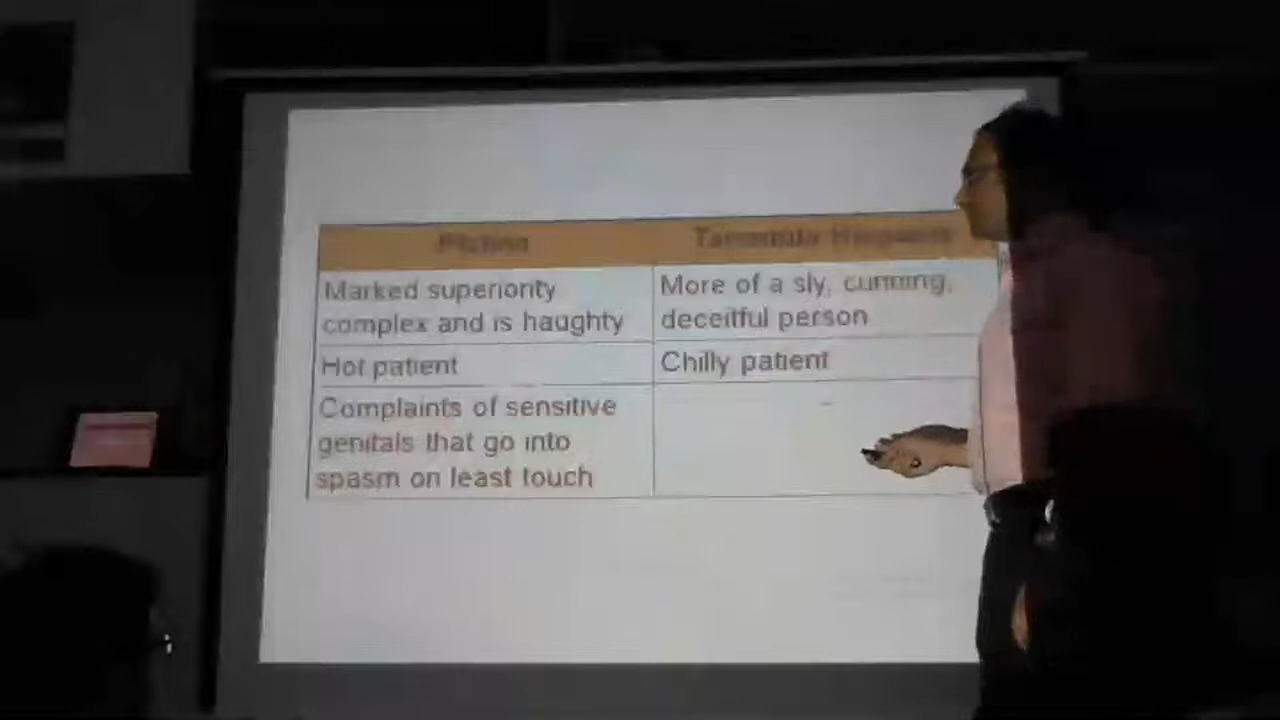 Marked superiority
complex and is haughty
More of a sly, cunning,
deceitful person
Hot patient
Chilly patient
Complaints of sensitive
genitals that go into
spasm on least touch